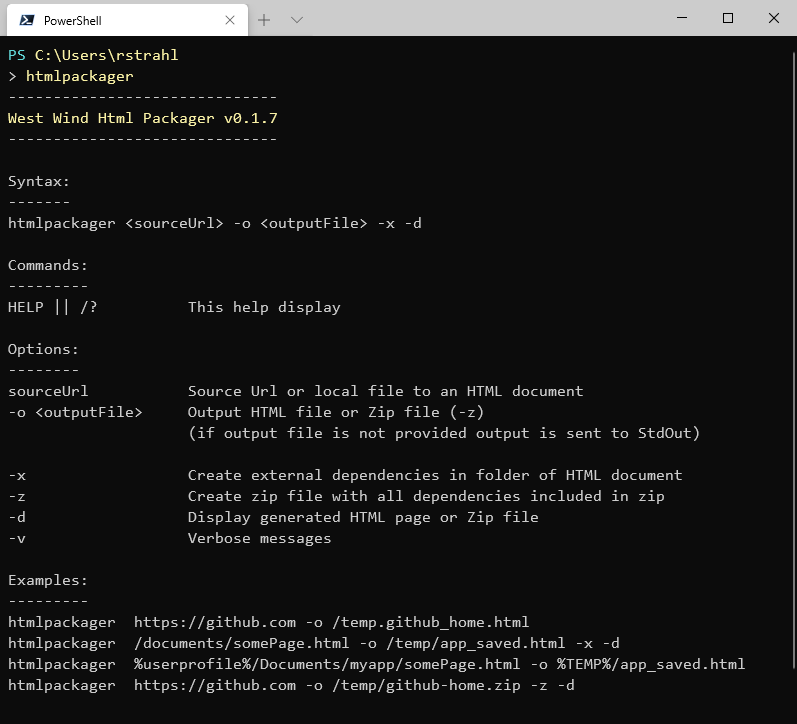 PowerShell
PS C:\Users\rstrahl
> htmlpackager
------------------------------
West Wind Html Packager v0.1.7
------------------------------
Syntax:
-------
htmlpackager <sourceUrl> -o <outputFile> -x -d
Commands:
---------
HELP || /?          This help display
Options:
--------
sourceUrl           Source Url or local file to an HTML document
-o <outputFile>     Output HTML file or Zip file (-z)
                    (if output file is not provided output is sent to StdOut)
-x                  Create external dependencies in folder of HTML document
-z                  Create zip file with all dependencies included in zip
-d                  Display generated HTML page or Zip file
-v                  Verbose messages
Examples:
---------
htmlpackager  https://github.com -o /temp.github_home.html
htmlpackager  /documents/somePage.html -o /temp/app_saved.html -x -d
htmlpackager  %userprofile%/Documents/myapp/somePage.html -o %TEMP%/app_saved.html
htmlpackager  https://github.com -o /temp/github-home.zip -z -d